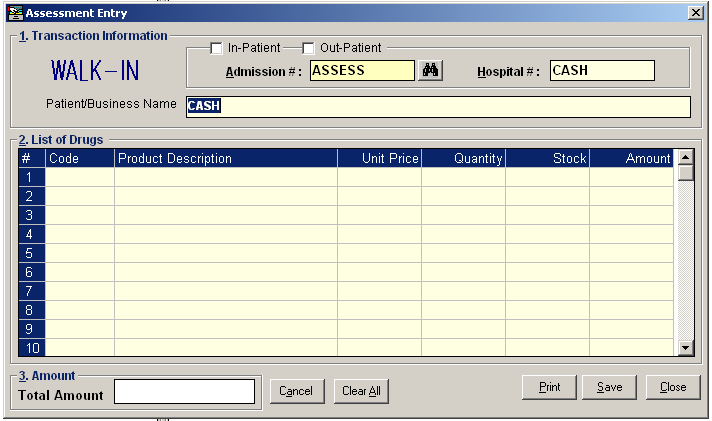 Assessment Entry
1. Transaction Information
In-Patient Out-Patient
WALK-IN
Admission # : ASSESS Hospital # : CASH
Patient/Business Name CASH
2. List of Drugs
# Code Product Description Unit Price Quantity Stock Amount
1
2
3
4
5
6
7
8
9
10
3. Amount
Total Amount Cancel Clear All Print Save Close